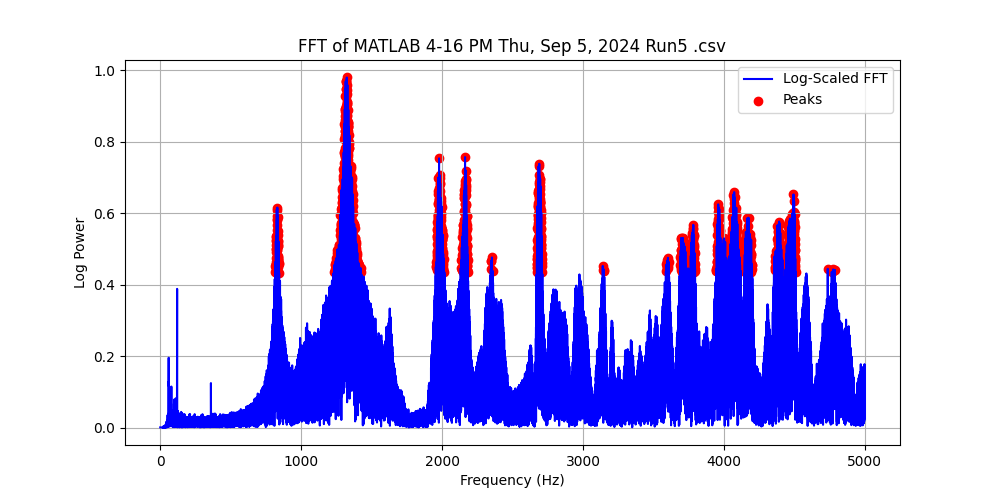 FFT of MATLAB 4-16 PM Thu, Sep 5, 2024 Run5 .csv
Log-Scaled FFT
Peaks
Log Power
1.0
0.8
0.6
0.4
0.2
0.0
0 1000 2000 3000 4000 5000
Frequency (Hz)